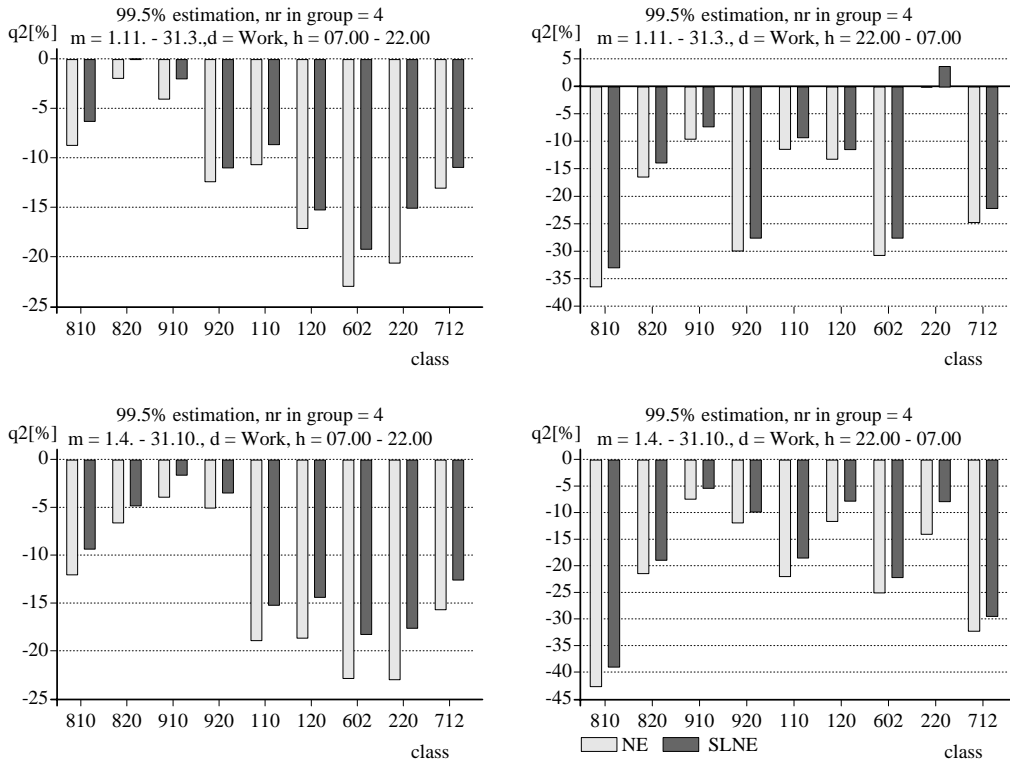 99.5% estimation, nr in group = 4
q2[%]
m = 1.11. - 31.3.,d = Work, h = 07.00 - 22.00
0
-5
-10
-15
-20
-25
810 820 910 920 110 120 602 220 712
class
99.5% estimation, nr in group = 4
q2[%]
m = 1.11. - 31.3., d = Work, h = 22.00 - 07.00
5
0
-5
-10
-15
-20
-25
-30
-35
-40
810 820 910 920 110 120 602 220 712
class
99.5% estimation, nr in group = 4
q2[%]
m = 1.4. - 31.10., d = Work, h = 07.00 - 22.00
0
-5
-10
-15
-20
-25
810 820 910 920 110 120 602 220 712
class
99.5% estimation, nr in group = 4
q2[%]
m = 1.4. - 31.10., d = Work, h = 22.00 - 07.00
0
-5
-10
-15
-20
-25
-30
-35
-40
-45
810 820 910 920 110 120 602 220 712
NE SLNE
class